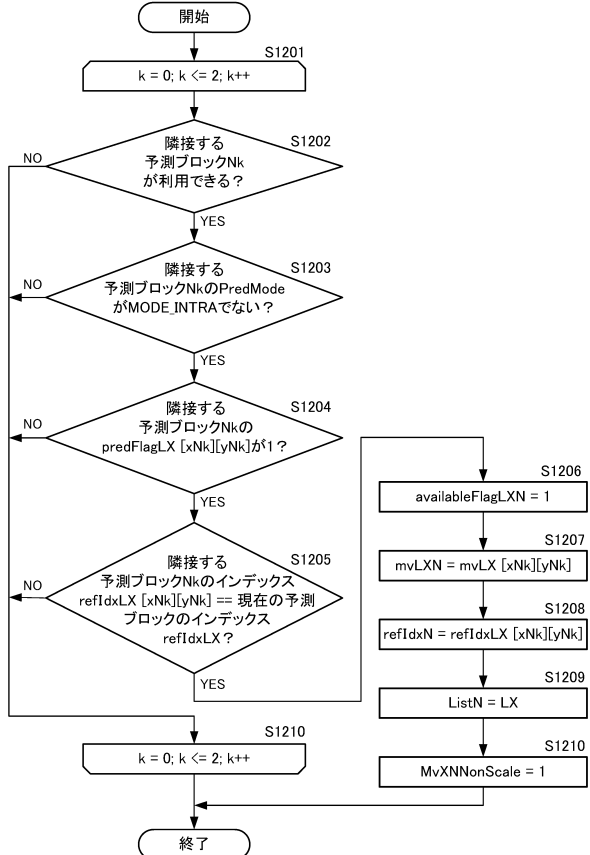 開始
S1201
k = 0; k <= 2; k++
S1202
隣接する
予測ブロックNk
が利用できる？
NO
YES
S1203
隣接する
予測ブロックNkのPredMode
がMODE_INTRAでない？
NO
YES
S1204
隣接する
予測ブロックNkの
predFlagLX [xNk][yNk]が1？
NO
YES
S1205
隣接する
予測ブロックNkのインデックス
refIdxLX [xNk][yNk] == 現在の予測
ブロックのインデックス
refIdxLX？
NO
YES
S1206
availableFlagLXN = 1
S1207
mvLXN = mvLX [xNk][yNk]
S1208
refIdxN = refIdxLX [xNk][yNk]
S1209
ListN = LX
S1210
MvXNNonScale = 1
S1210
k = 0; k <= 2; k++
終了